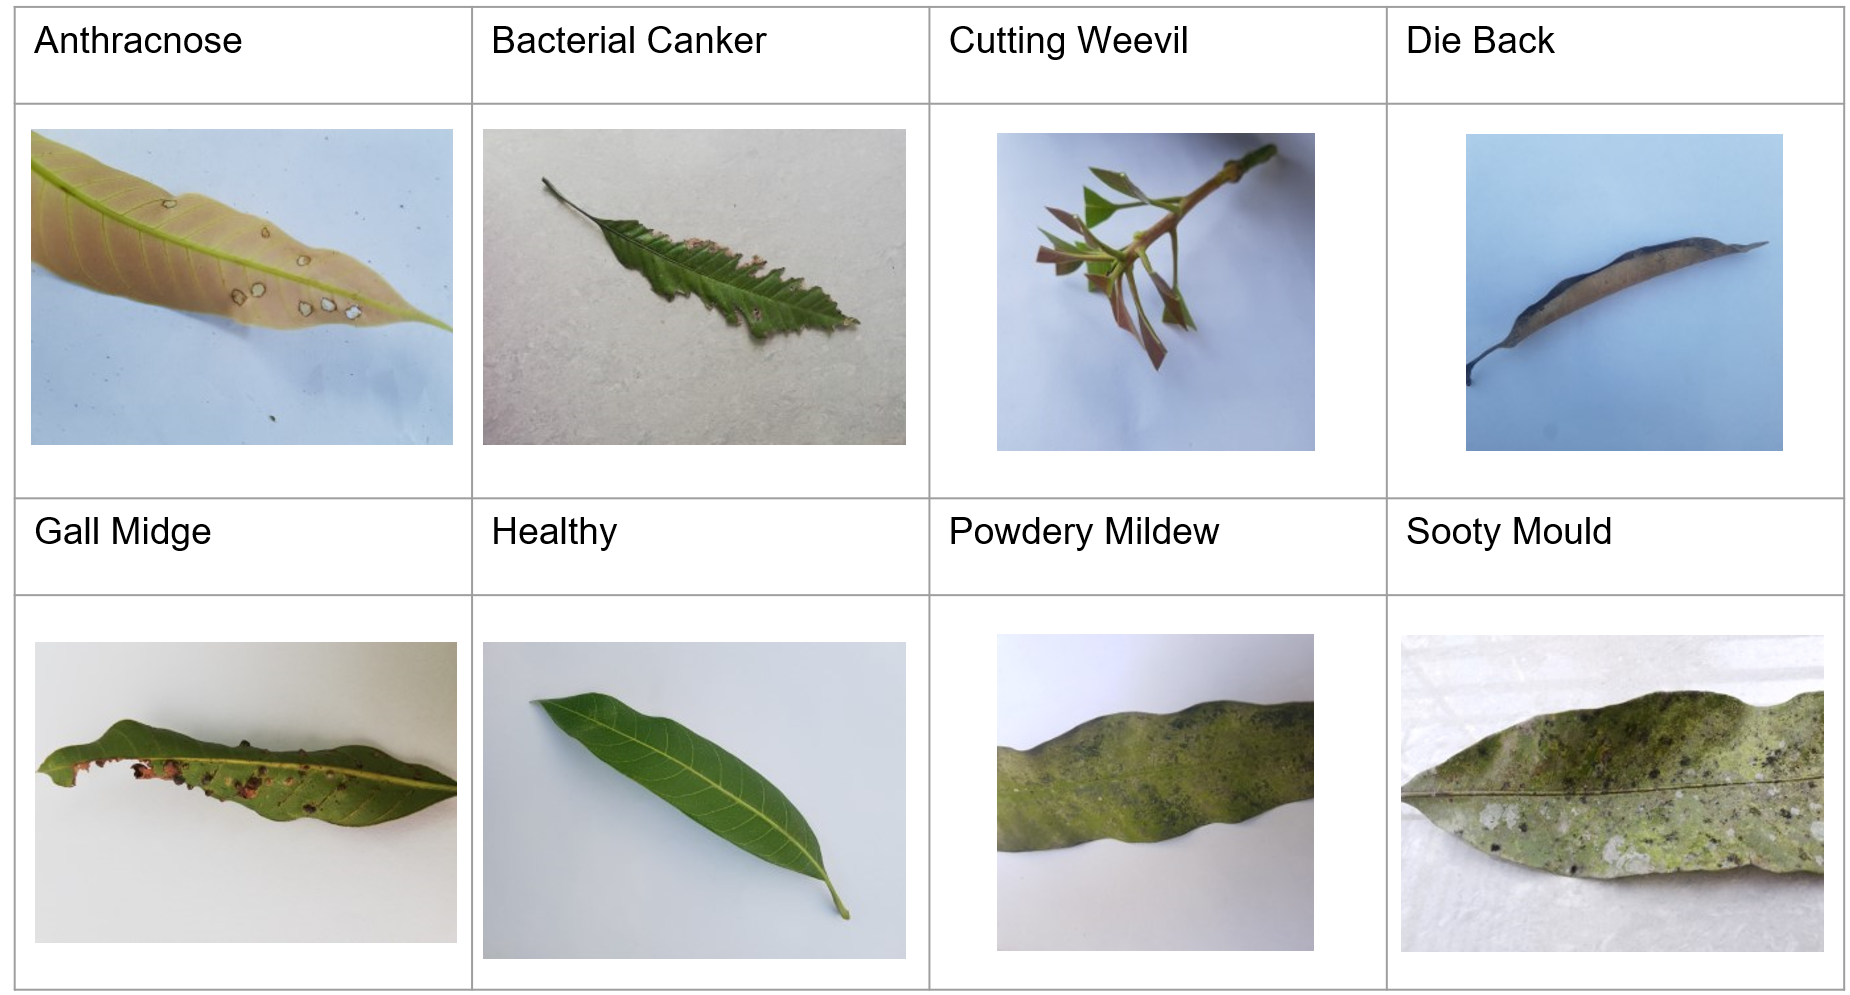 Anthracnose
Bacterial Canker
Cutting Weevil
Die Back
Gall Midge
Healthy
Powdery Mildew
Sooty Mould